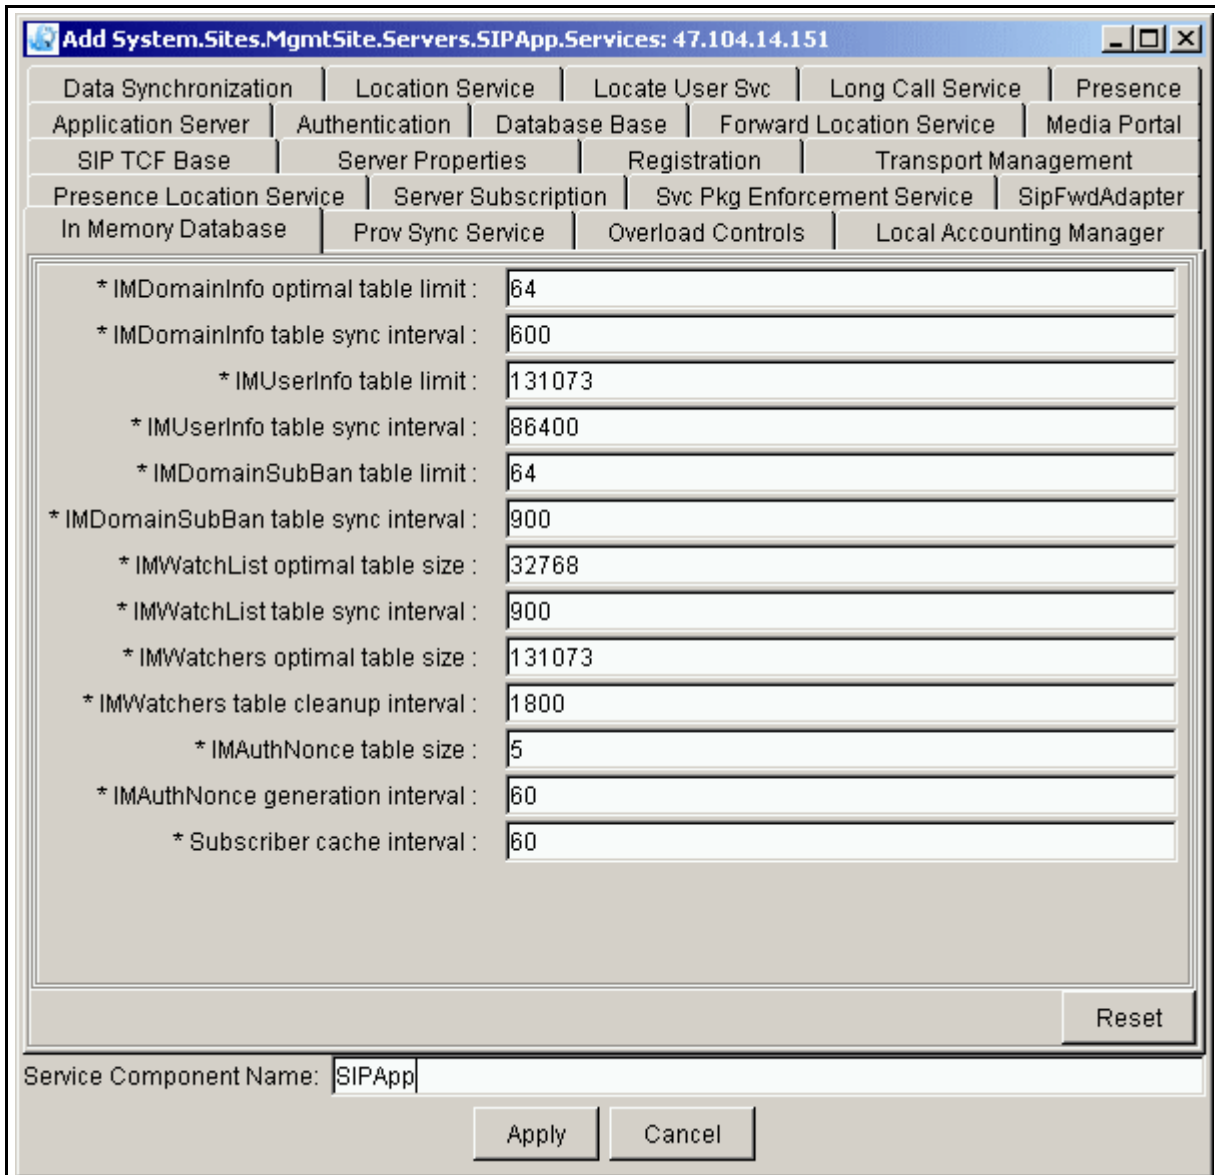 Add System.Sites.MgmtSite.Servers.SIPApp.Services: 47.104.14.151
Data Synchronization Location Service Locate User Svc Long Call Service Presence
Application Server Authentication Database Base Forward Location Service Media Portal
SIP TCF Base Server Properties Registration Transport Management
Presence Location Service Server Subscription Svc Pkg Enforcement Service SipFwdAdapter
In Memory Database Prov Sync Service Overload Controls Local Accounting Manager
* IMDomainInfo optimal table limit : 64
* IMDomainInfo table sync interval : 600
* IMUserInfo table limit : 131073
* IMUserInfo table sync interval : 86400
* IMDomainSubBan table limit : 64
* IMDomainSubBan table sync interval : 900
* IMWatchList optimal table size : 32768
* IMWatchList table sync interval : 900
* IMWatchers optimal table size : 131073
* IMWatchers table cleanup interval : 1800
* IMAuthNonce table size : 5
* IMAuthNonce generation interval : 60
* Subscriber cache interval : 60
Reset
Service Component Name: SIPApp
Apply Cancel